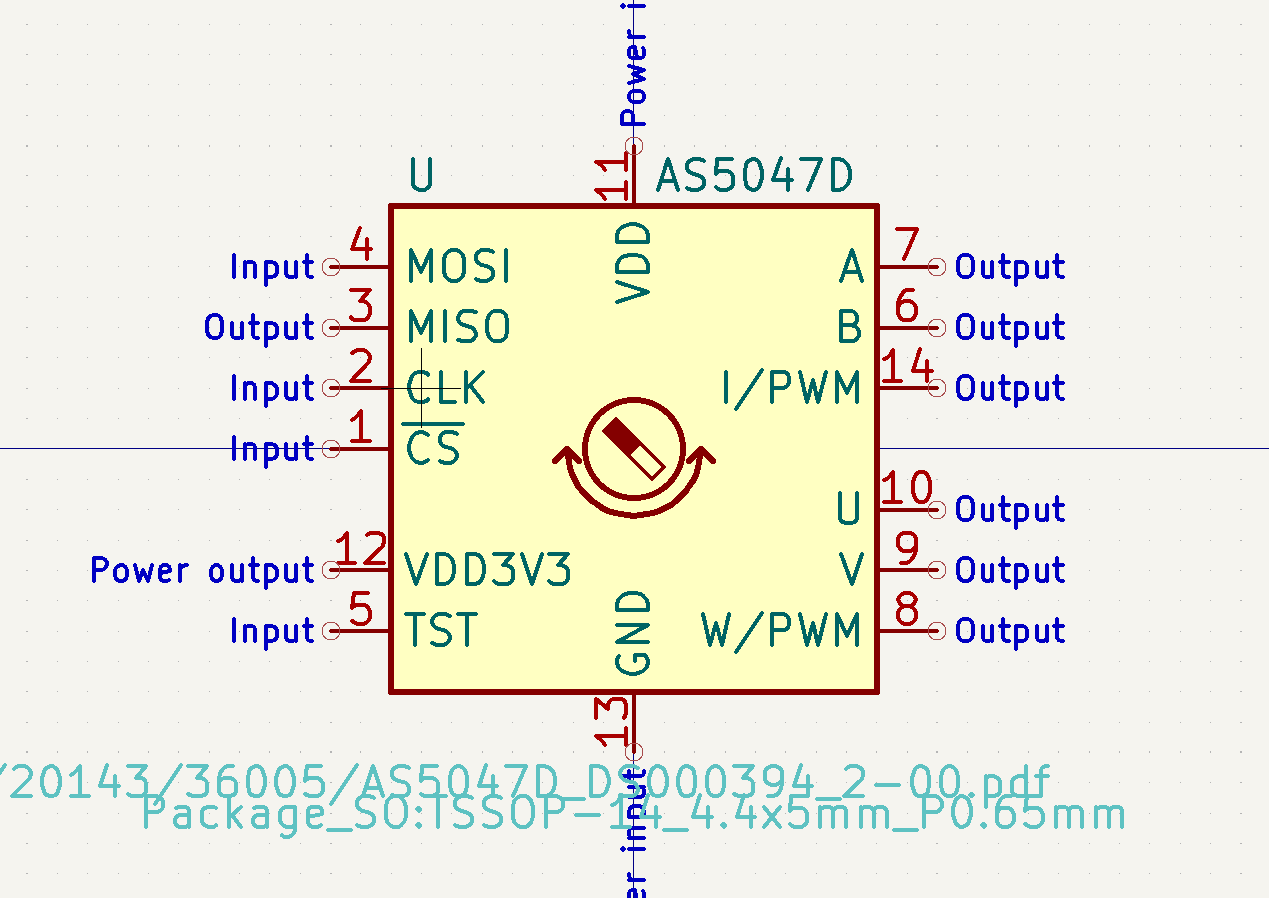 Power i
11
U AS5047D
VDD
Input 4 MOSI A 7 Output
Output 3 MISO B 6 Output
Input 2 CLK I/PWM 14 Output
Input 1 CS
U 10 Output
Power output 12 VDD3V3 V 9 Output
Input 5 TST W/PWM 8 Output
GND
13
/20143/36005/AS5047D_DS000394_2-00.pdf
Package_SO:TSSOP-14_4.4x5mm_P0.65mm
er input